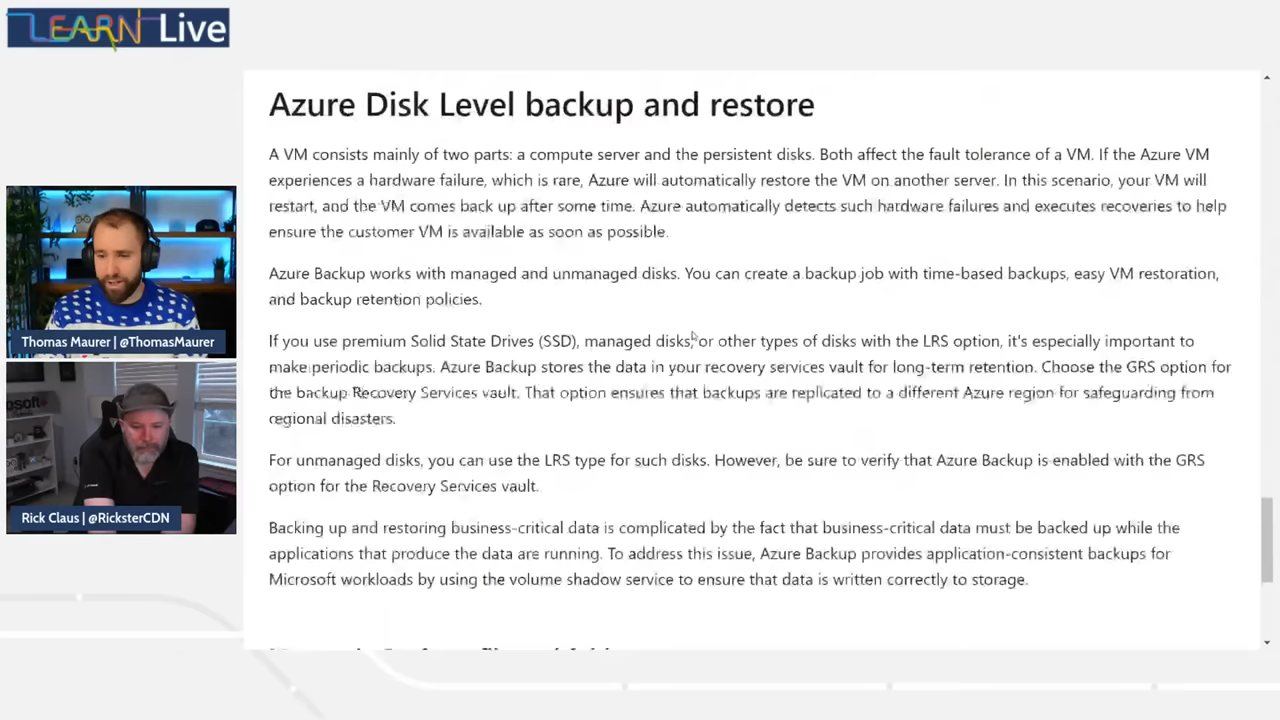 LEARN Live
Azure Disk Level backup and restore
A VM consists mainly of two parts: a compute server and the persistent disks. Both affect the fault tolerance of a VM. If the Azure VM
experiences a hardware failure, which is rare, Azure will automatically restore the VM on another server. In this scenario, your VM will
restart, and the VM comes back up after some time. Azure automatically detects such hardware failures and executes recoveries to help
ensure the customer VM is available as soon as possible.
Azure Backup works with managed and unmanaged disks. You can create a backup job with time-based backups, easy VM restoration,
and backup retention policies.
If you use premium Solid State Drives (SSD), managed disks, or other types of disks with the LRS option, it's especially important to
make periodic backups. Azure Backup stores the data in your recovery services vault for long-term retention. Choose the GRS option for
the backup Recovery Services vault. That option ensures that backups are replicated to a different Azure region for safeguarding from
regional disasters.
For unmanaged disks, you can use the LRS type for such disks. However, be sure to verify that Azure Backup is enabled with the GRS
option for the Recovery Services vault.
Backing up and restoring business-critical data is complicated by the fact that business-critical data must be backed up while the
applications that produce the data are running. To address this issue, Azure Backup provides application-consistent backups for
Microsoft workloads by using the volume shadow service to ensure that data is written correctly to storage.
Thomas Maurer | @ThomasMaurer
Rick Claus | @RicksterCDN